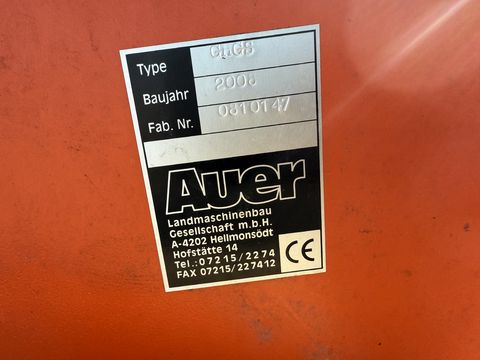 Type
Baujahr 2008
Fab. Nr. 0810147
Auer
Landmaschinenbau
Gesellschaft m.b.H.
A-4202 Hellmonsödt
Hofstätte 14
Tel.: 07215/2274
FAX 07215/227412
CE